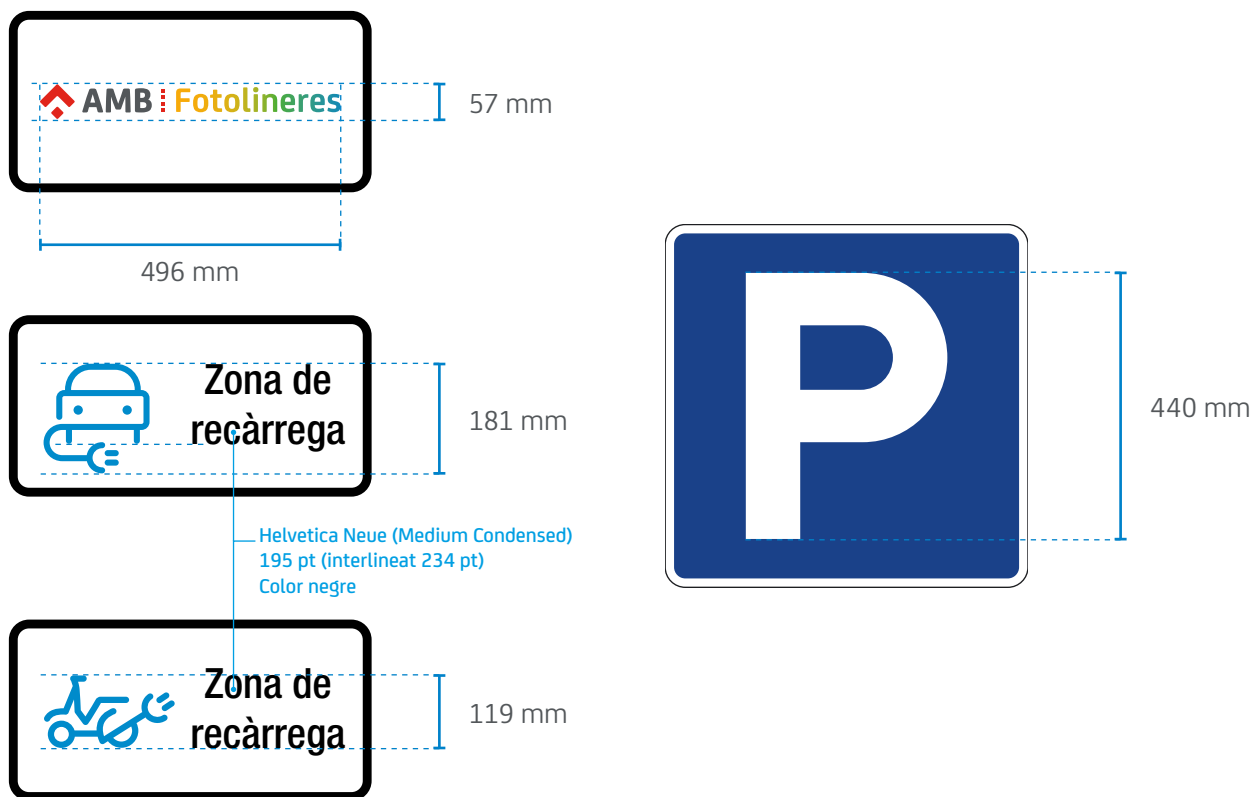 AMB Fotolineres
57 mm
496 mm
Zona de
recàrrega
181 mm
Helvetica Neue (Medium Condensed)
195 pt (interlineat 234 pt)
Color negre
Zona de
recàrrega
119 mm
P
440 mm